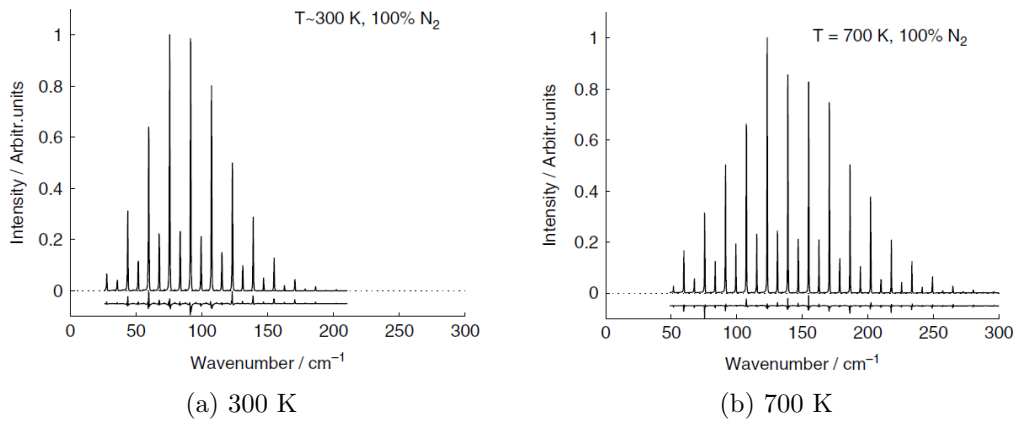 T~300 K, 100% N₂
Intensity / Arbitr.units
1
0.8
0.6
0.4
0.2
0
0 50 100 150 200 250 300
Wavenumber / cm⁻¹
(a) 300 K
T = 700 K, 100% N₂
Intensity / Arbitr.units
1
0.8
0.6
0.4
0.2
0
0 50 100 150 200 250 300
Wavenumber / cm⁻¹
(b) 700 K